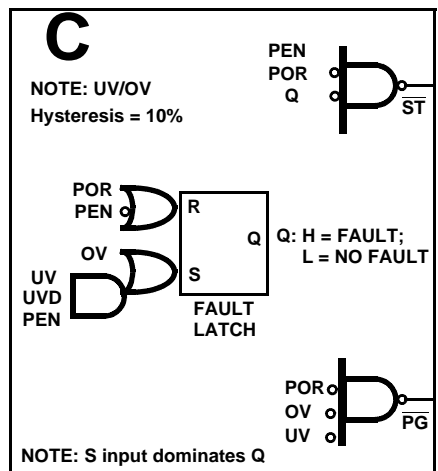 C
NOTE: UV/OV
Hysteresis = 10%
PEN
POR
Q
ST
POR
PEN
R
Q
Q: H = FAULT;
L = NO FAULT
OV
S
UV
UVD
PEN
FAULT
LATCH
POR
OV
UV
PG
NOTE: S input dominates Q